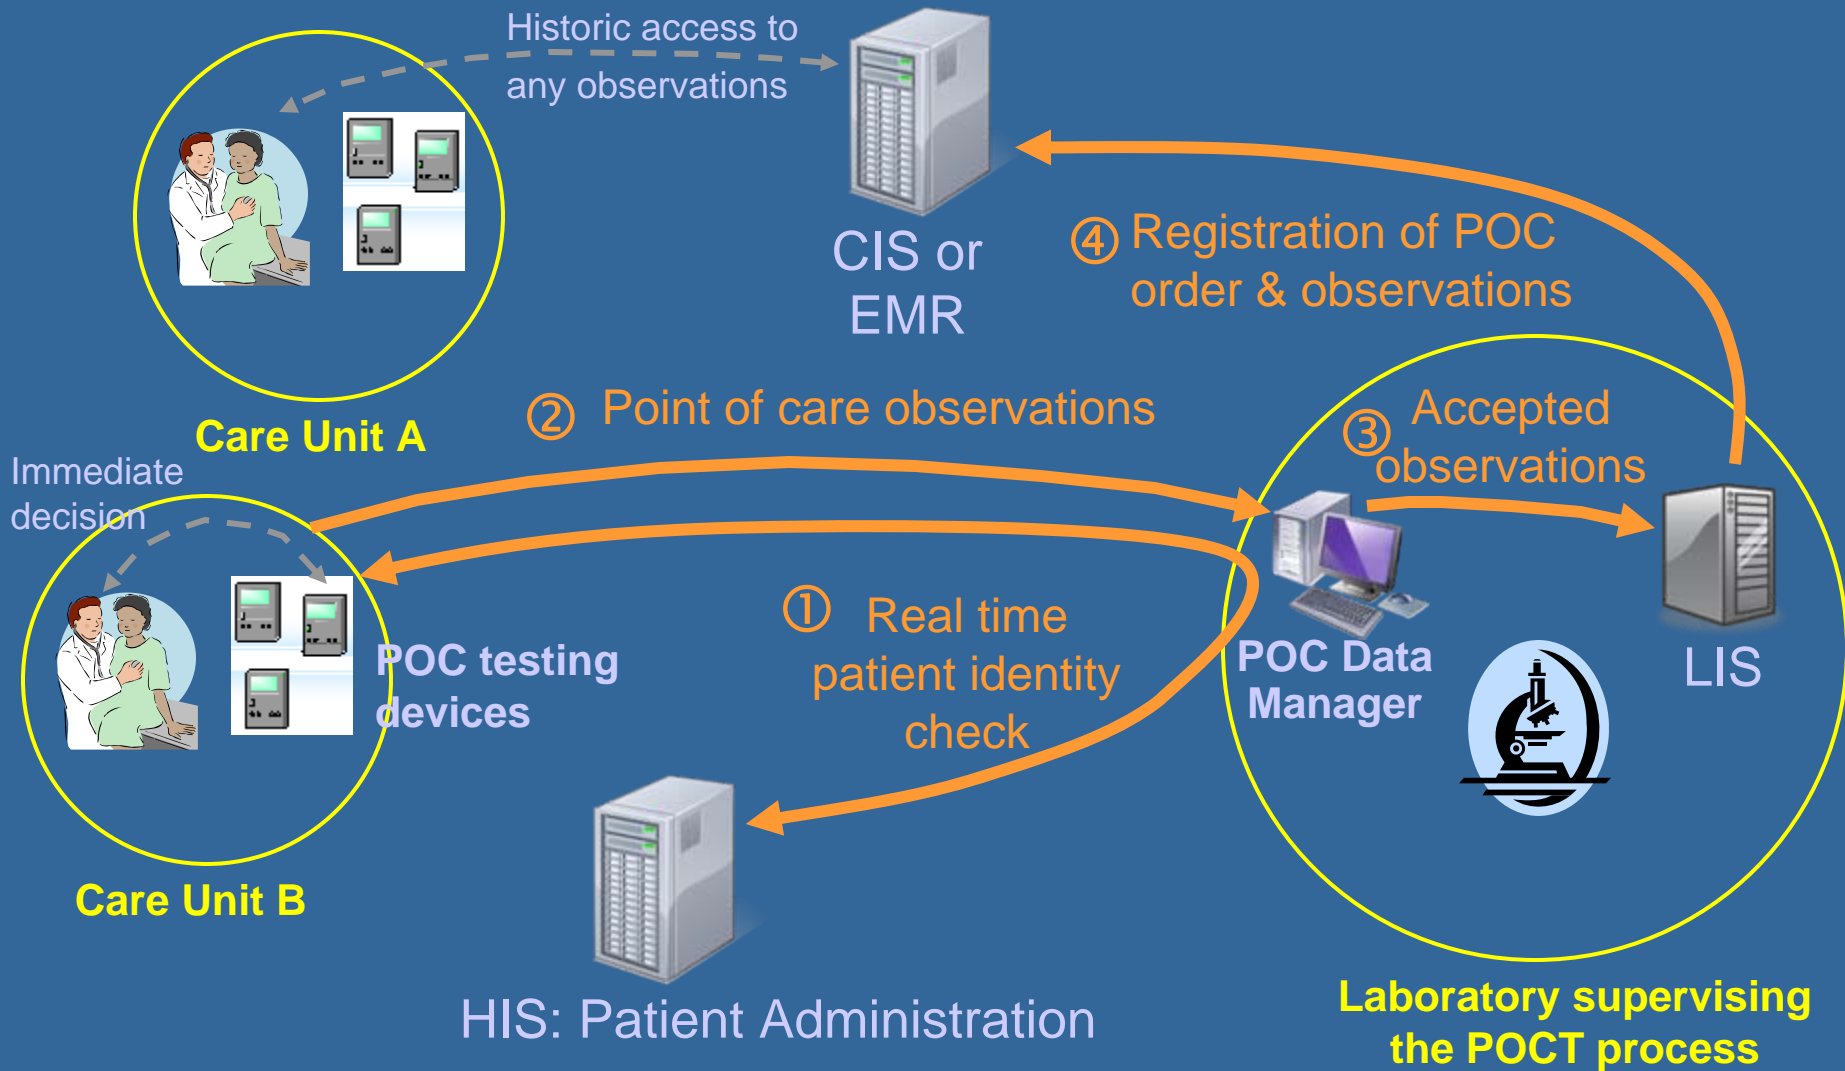 Historic access to
any observations
CIS or
EMR
④ Registration of POC
order & observations
Care Unit A
② Point of care observations
③ Accepted
observations
Immediate
decision
POC testing
devices
① Real time
patient identity
check
POC Data
Manager
LIS
Care Unit B
HIS: Patient Administration
Laboratory supervising
the POCT process